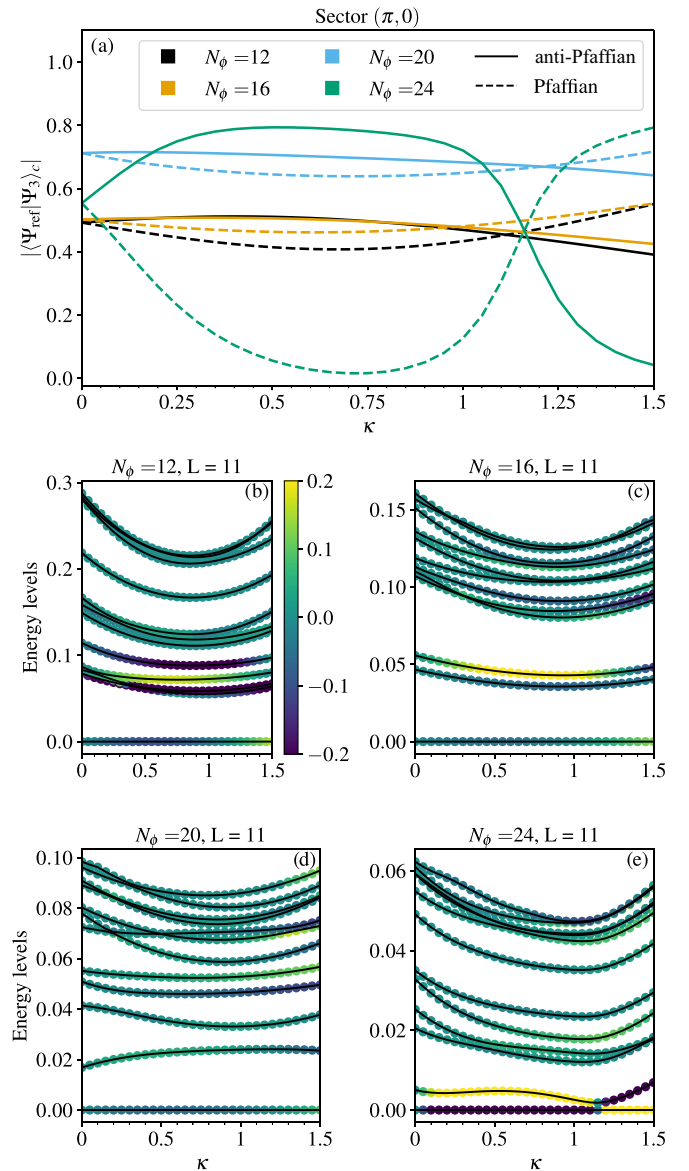 Sector (π, 0)
(a)
N_ϕ =12
N_ϕ =16
N_ϕ =20
N_ϕ =24
anti-Pfaffian
Pfaffian
|⟨Ψ_ref|Ψ_3⟩_c|
1.0
0.8
0.6
0.4
0.2
0.0
0 0.25 0.5 0.75 1 1.25 1.5
κ
N_ϕ =12, L = 11
(b)
Energy levels
0.3
0.2
0.1
0.0
0 0.5 1 1.5
0.2
0.1
0.0
−0.1
−0.2
N_ϕ =16, L = 11
(c)
0.15
0.10
0.05
0.00
0 0.5 1 1.5
N_ϕ =20, L = 11
(d)
Energy levels
0.10
0.08
0.06
0.04
0.02
0.00
0 0.5 1 1.5
κ
N_ϕ =24, L = 11
(e)
0.06
0.04
0.02
0.00
0 0.5 1 1.5
κ